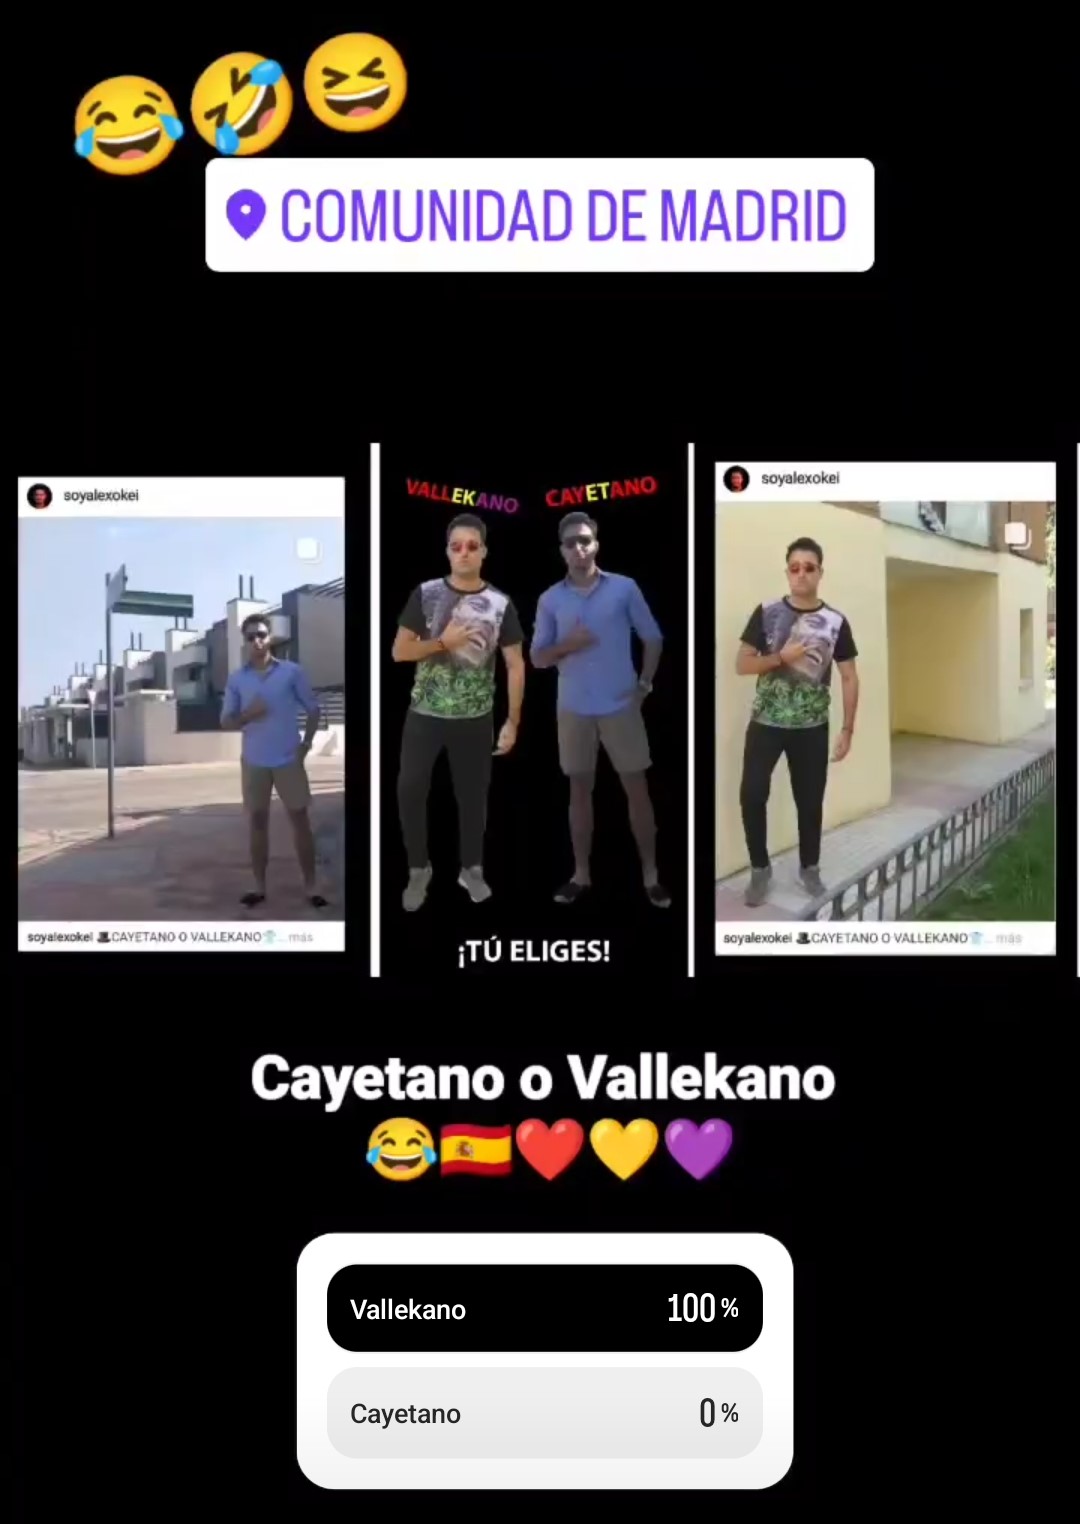 COMUNIDAD DE MADRID
soyalexokei
soyalexokei CAYETANO O VALLEKANO... más
VALLEKANO
CAYETANO
¡TÚ ELIGES!
soyalexokei
soyalexokei CAYETANO O VALLEKANO... más
Cayetano o Vallekano
Vallekano 100%
Cayetano 0%